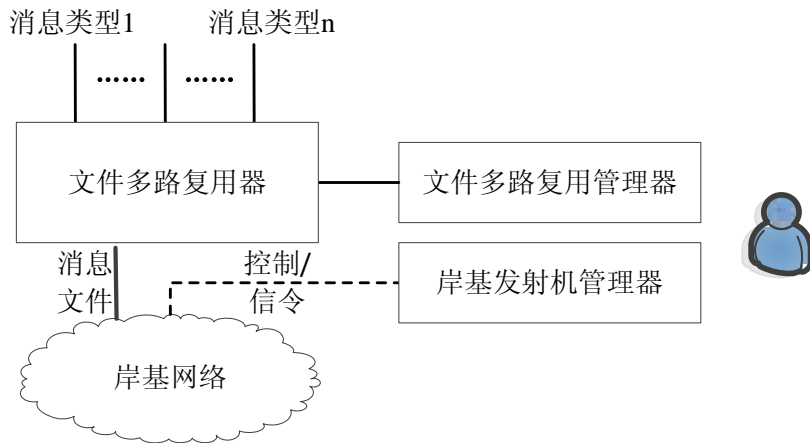 消息类型1 消息类型n
…… ……
文件多路复用器
文件多路复用管理器
消息
文件
控制/
信令
岸基发射机管理器
岸基网络